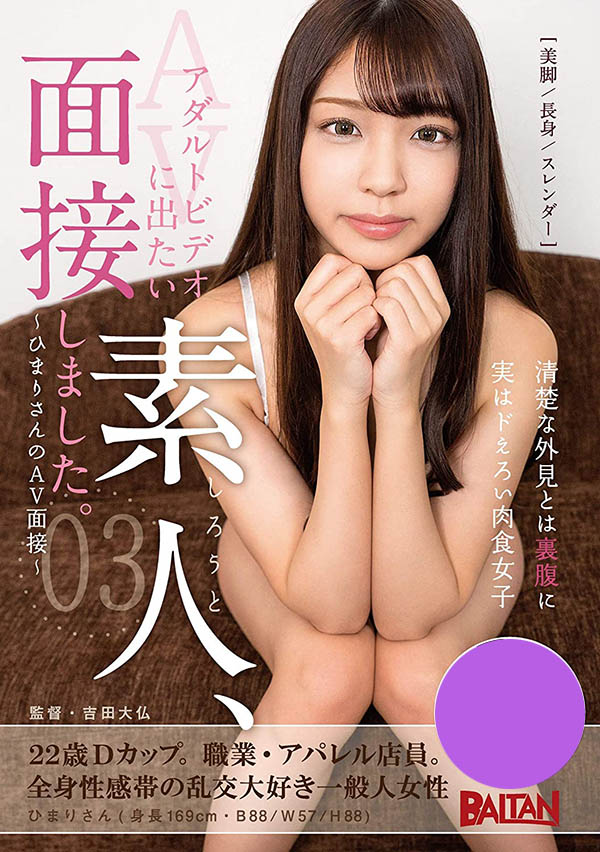 [美脚/長身/スレンダー]
AV
アダルトビデオ
に出たい
素人、
しろうと
面接しました。
～ひまりさんのAV面接～
03
清楚な外見とは裏腹に
実はドえろい肉食女子
監督・吉田大仏
22歳Dカップ。職業・アパレル店員。
全身性感帯の乱交大好き一般人女性
ひまりさん(身長169cm・B88/W57/H88)
BALTAN